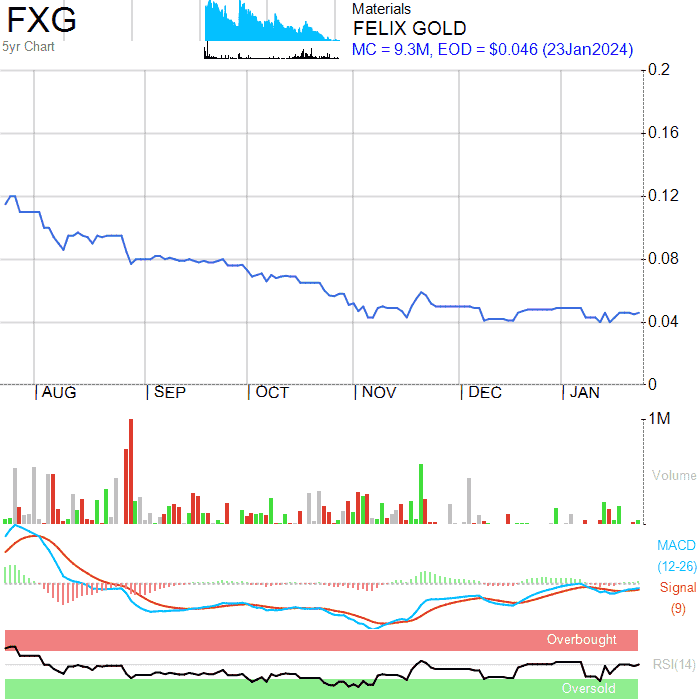 FXG
5yr Chart
Materials
FELIX GOLD
MC = 9.3M, EOD = $0.046 (23Jan2024)
0.2
0.16
0.12
0.08
0.04
0
AUG
SEP
OCT
NOV
DEC
JAN
1M
Volume
MACD
(12-26)
Signal
(9)
Overbought
RSI(14)
Oversold